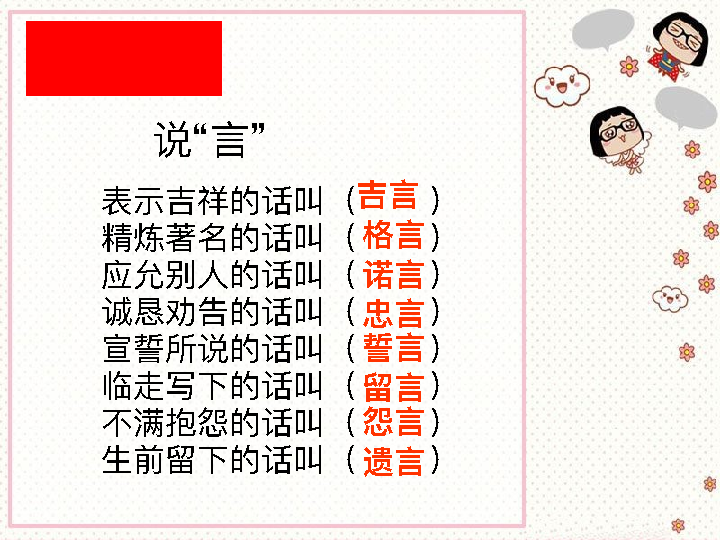 说“言”
表示吉祥的话叫（吉言）
精炼著名的话叫（格言）
应允别人的话叫（诺言）
诚恳劝告的话叫（忠言）
宣誓所说的话叫（誓言）
临走写下的话叫（留言）
不满抱怨的话叫（怨言）
生前留下的话叫（遗言）